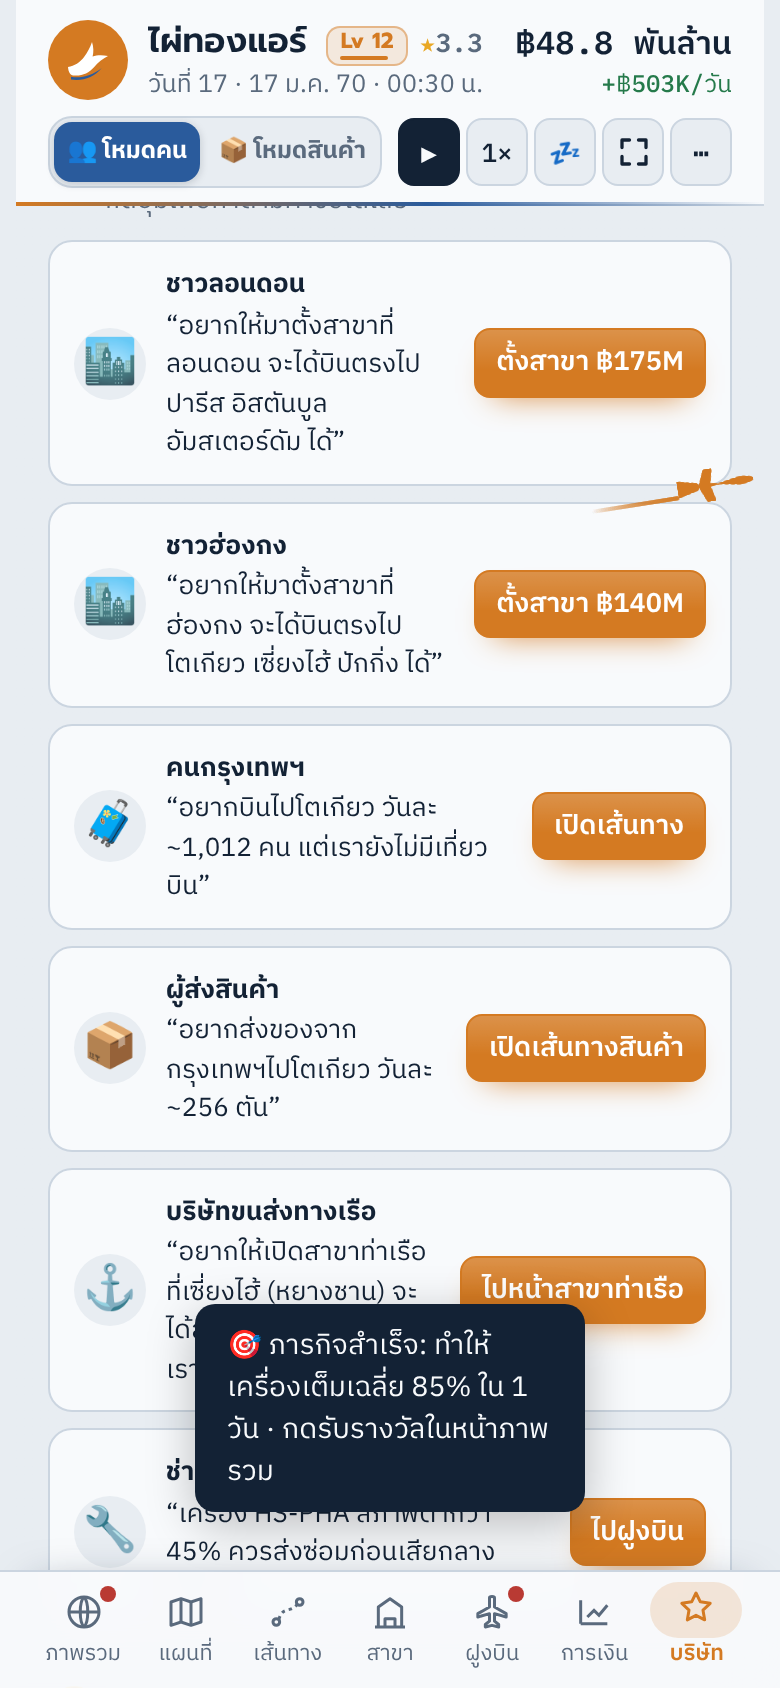 ไผ่ทองแอร์ Lv 12 ★3.3 ฿48.8 พันล้าน
วันที่ 17 · 17 ม.ค. 70 · 00:30 น. +฿503K/วัน
👥 โหมดคน 📦 โหมดสินค้า ▶ 1× 💤 ⋯
ชาวลอนดอน
“อยากให้มาตั้งสาขาที่
ลอนดอน จะได้บินตรงไป
ปารีส อิสตันบูล
อัมสเตอร์ดัม ได้”
ตั้งสาขา ฿175M
ชาวฮ่องกง
“อยากให้มาตั้งสาขาที่
ฮ่องกง จะได้บินตรงไป
โตเกียว เซี่ยงไฮ้ ปักกิ่ง ได้”
ตั้งสาขา ฿140M
คนกรุงเทพฯ
“อยากบินไปโตเกียว วันละ
~1,012 คน แต่เรายังไม่มีเที่ยว
บิน”
เปิดเส้นทาง
ผู้ส่งสินค้า
“อยากส่งของจาก
กรุงเทพฯไปโตเกียว วันละ
~256 ตัน”
เปิดเส้นทางสินค้า
บริษัทขนส่งทางเรือ
“อยากให้เปิดสาขาท่าเรือ
ที่เซี่ยงไฮ้ (หยางชาน) จะ
ไปหน้าสาขาท่าเรือ
🎯 ภารกิจสำเร็จ: ทำให้
เครื่องเต็มเฉลี่ย 85% ใน 1
วัน · กดรับรางวัลในหน้าภาพ
รวม
“เครื่อง HS-PHA สภาพต่ำกว่า
45% ควรส่งซ่อมก่อนเสียกลาง
ไปฝูงบิน
ภาพรวม แผนที่ เส้นทาง สาขา ฝูงบิน การเงิน บริษัท